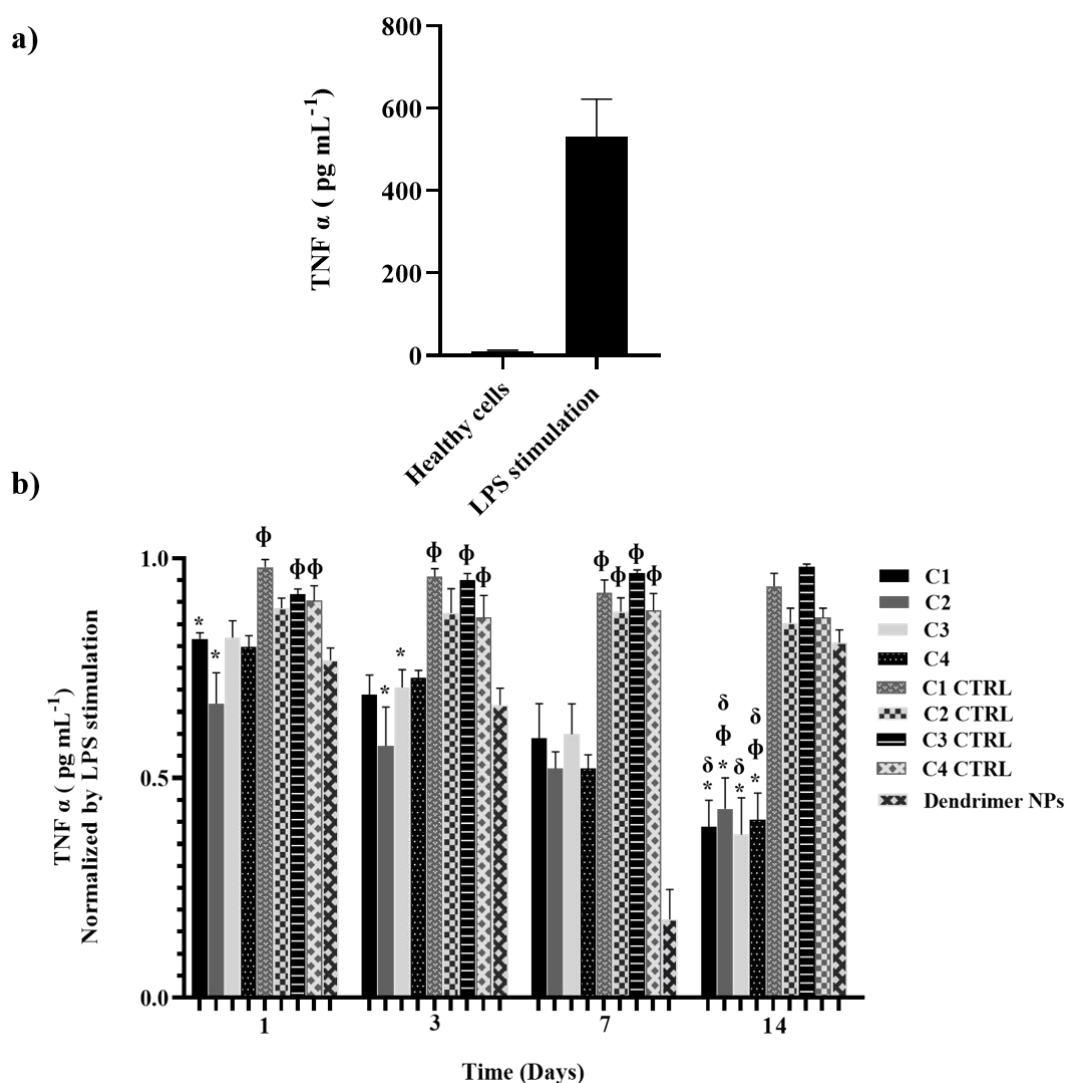 a)
800
600
400
200
0
TNF α ( pg mL⁻¹)
Healthy cells
LPS stimulation
b)
TNF α ( pg mL⁻¹)
Normalized by LPS stimulation
1.0
0.5
0.0
* * ϕ ϕ ϕ
* * ϕ ϕ ϕ
ϕ ϕ ϕ ϕ
δ δ
δ ϕ δ ϕ
* * * *
1 3 7 14
Time (Days)
C1
C2
C3
C4
C1 CTRL
C2 CTRL
C3 CTRL
C4 CTRL
Dendrimer NPs